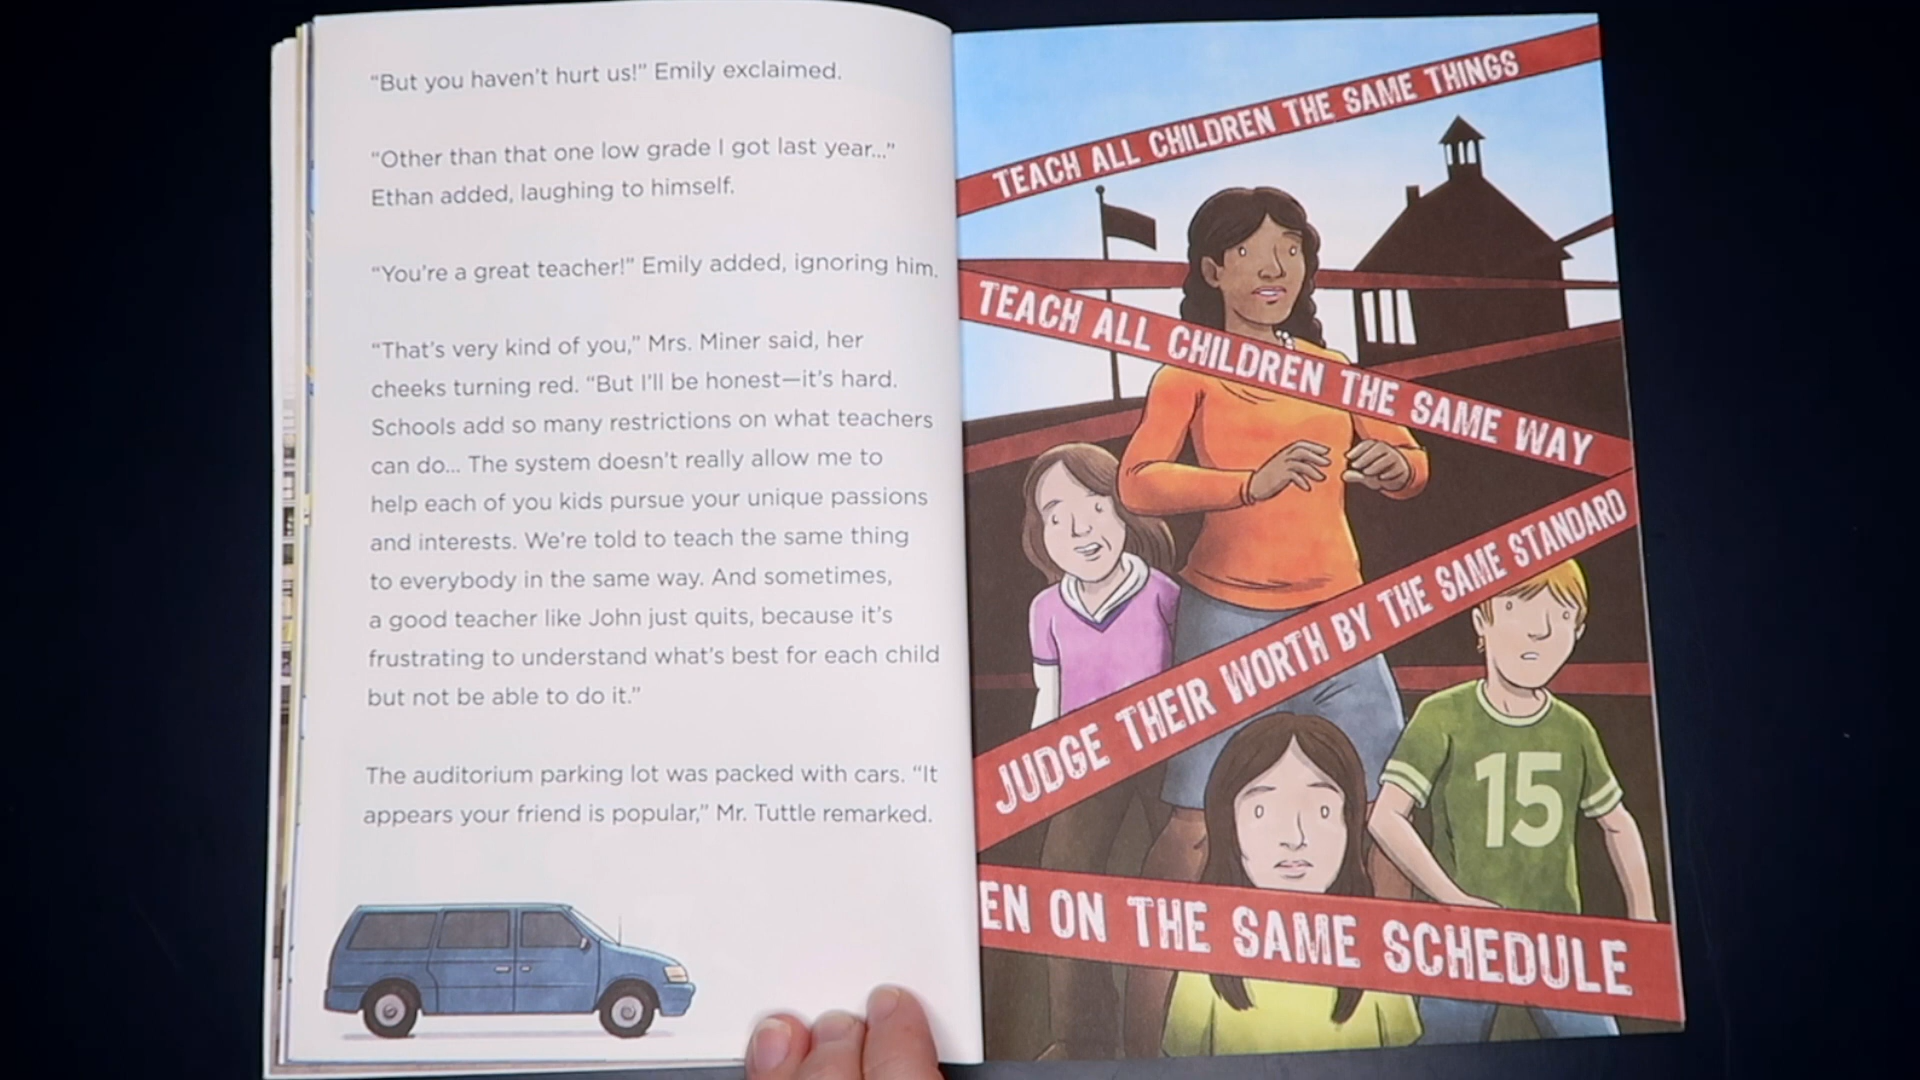 “But you haven’t hurt us!” Emily exclaimed.
“Other than that one low grade I got last year...”
Ethan added, laughing to himself.
“You’re a great teacher!” Emily added, ignoring him.
“That’s very kind of you,” Mrs. Miner said, her
cheeks turning red. “But I’ll be honest—it’s hard.
Schools add so many restrictions on what teachers
can do... The system doesn’t really allow me to
help each of you kids pursue your unique passions
and interests. We’re told to teach the same thing
to everybody in the same way. And sometimes,
a good teacher like John just quits, because it’s
frustrating to understand what’s best for each child
but not be able to do it.”
The auditorium parking lot was packed with cars. “It
appears your friend is popular,” Mr. Tuttle remarked.
TEACH ALL CHILDREN THE SAME THINGS
TEACH ALL CHILDREN THE SAME WAY
JUDGE THEIR WORTH BY THE SAME STANDARD
EN ON THE SAME SCHEDULE
15